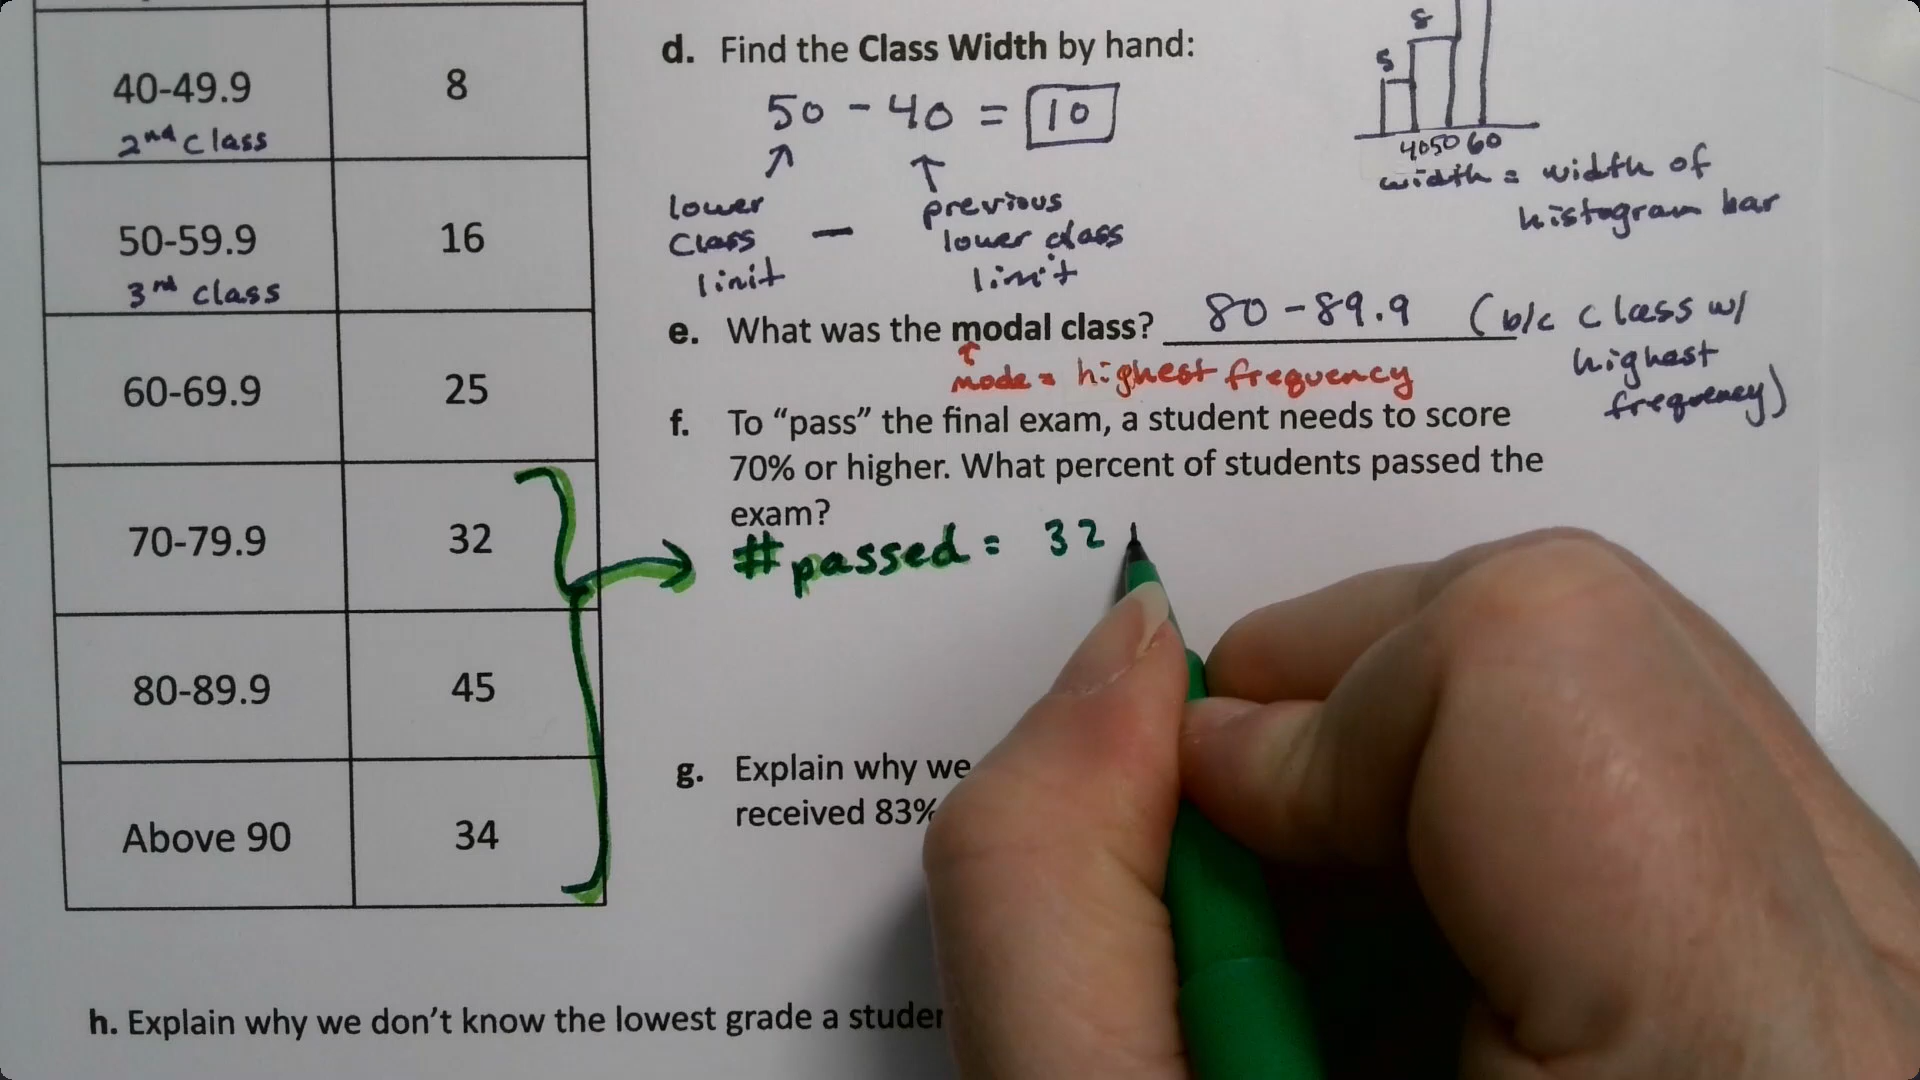 40-49.9 8
2nd class
50-59.9 16
3rd class
60-69.9 25
70-79.9 32
80-89.9 45
Above 90 34
d. Find the Class Width by hand:
50 - 40 = 10
lower class limit - previous lower class limit
5 8
40 50 60
width = width of
histogram bar
e. What was the modal class? 80-89.9 (b/c class w/
highest
frequency)
mode = highest frequency
f. To “pass” the final exam, a student needs to score
70% or higher. What percent of students passed the
exam?
# passed = 32
g. Explain why we
received 83%
h. Explain why we don’t know the lowest grade a studen